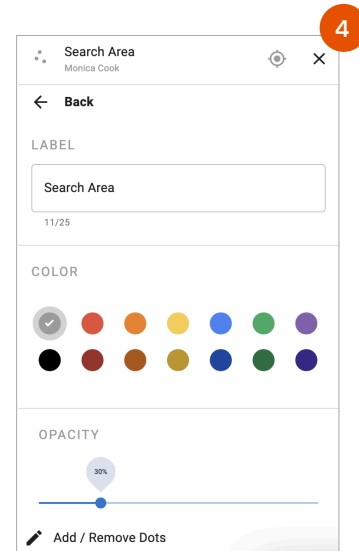 4
Search Area
Monica Cook
Back
LABEL
Search Area
11/25
COLOR
OPACITY
30%
Add / Remove Dots